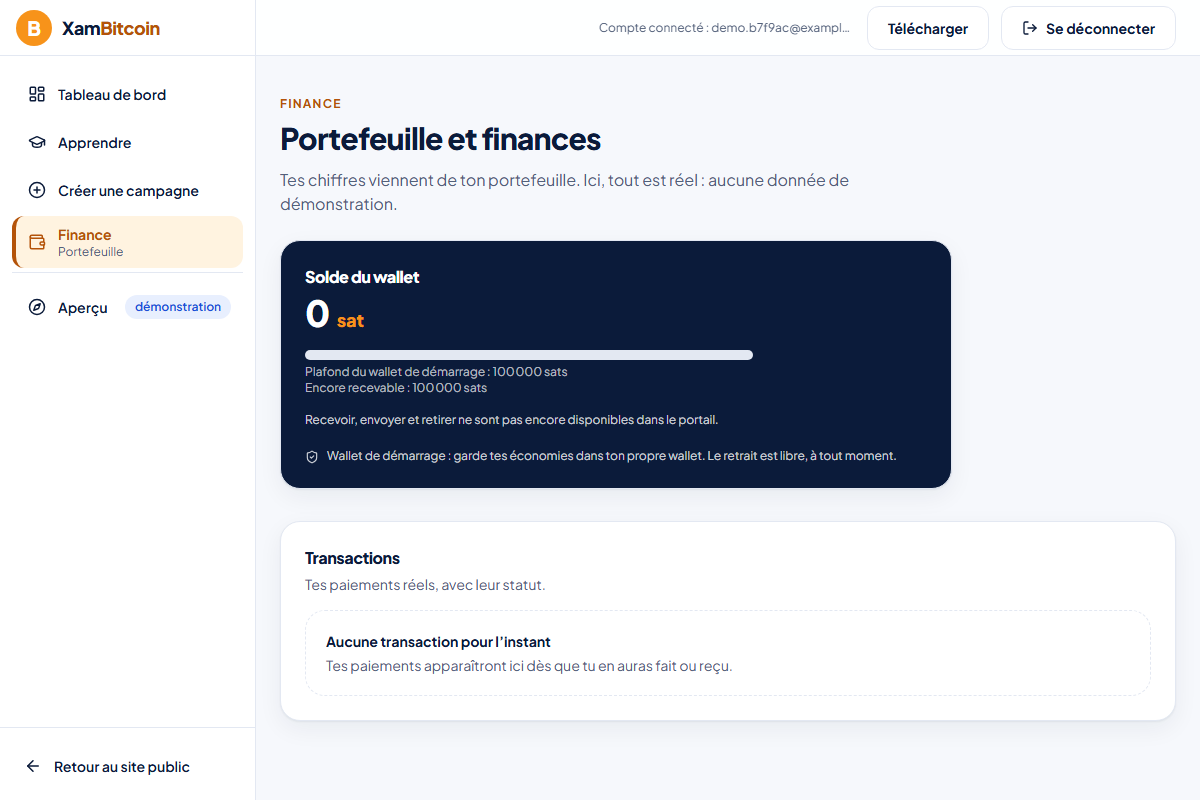 B XamBitcoin
Compte connecté : demo.b7f9ac@exampl...
Télécharger
Se déconnecter
Tableau de bord
Apprendre
Créer une campagne
Finance
Portefeuille
Aperçu démonstration
Retour au site public
FINANCE
Portefeuille et finances
Tes chiffres viennent de ton portefeuille. Ici, tout est réel : aucune donnée de
démonstration.
Solde du wallet
0 sat
Plafond du wallet de démarrage : 100 000 sats
Encore recevable : 100 000 sats
Recevoir, envoyer et retirer ne sont pas encore disponibles dans le portail.
Wallet de démarrage : garde tes économies dans ton propre wallet. Le retrait est libre, à tout moment.
Transactions
Tes paiements réels, avec leur statut.
Aucune transaction pour l’instant
Tes paiements apparaîtront ici dès que tu en auras fait ou reçu.